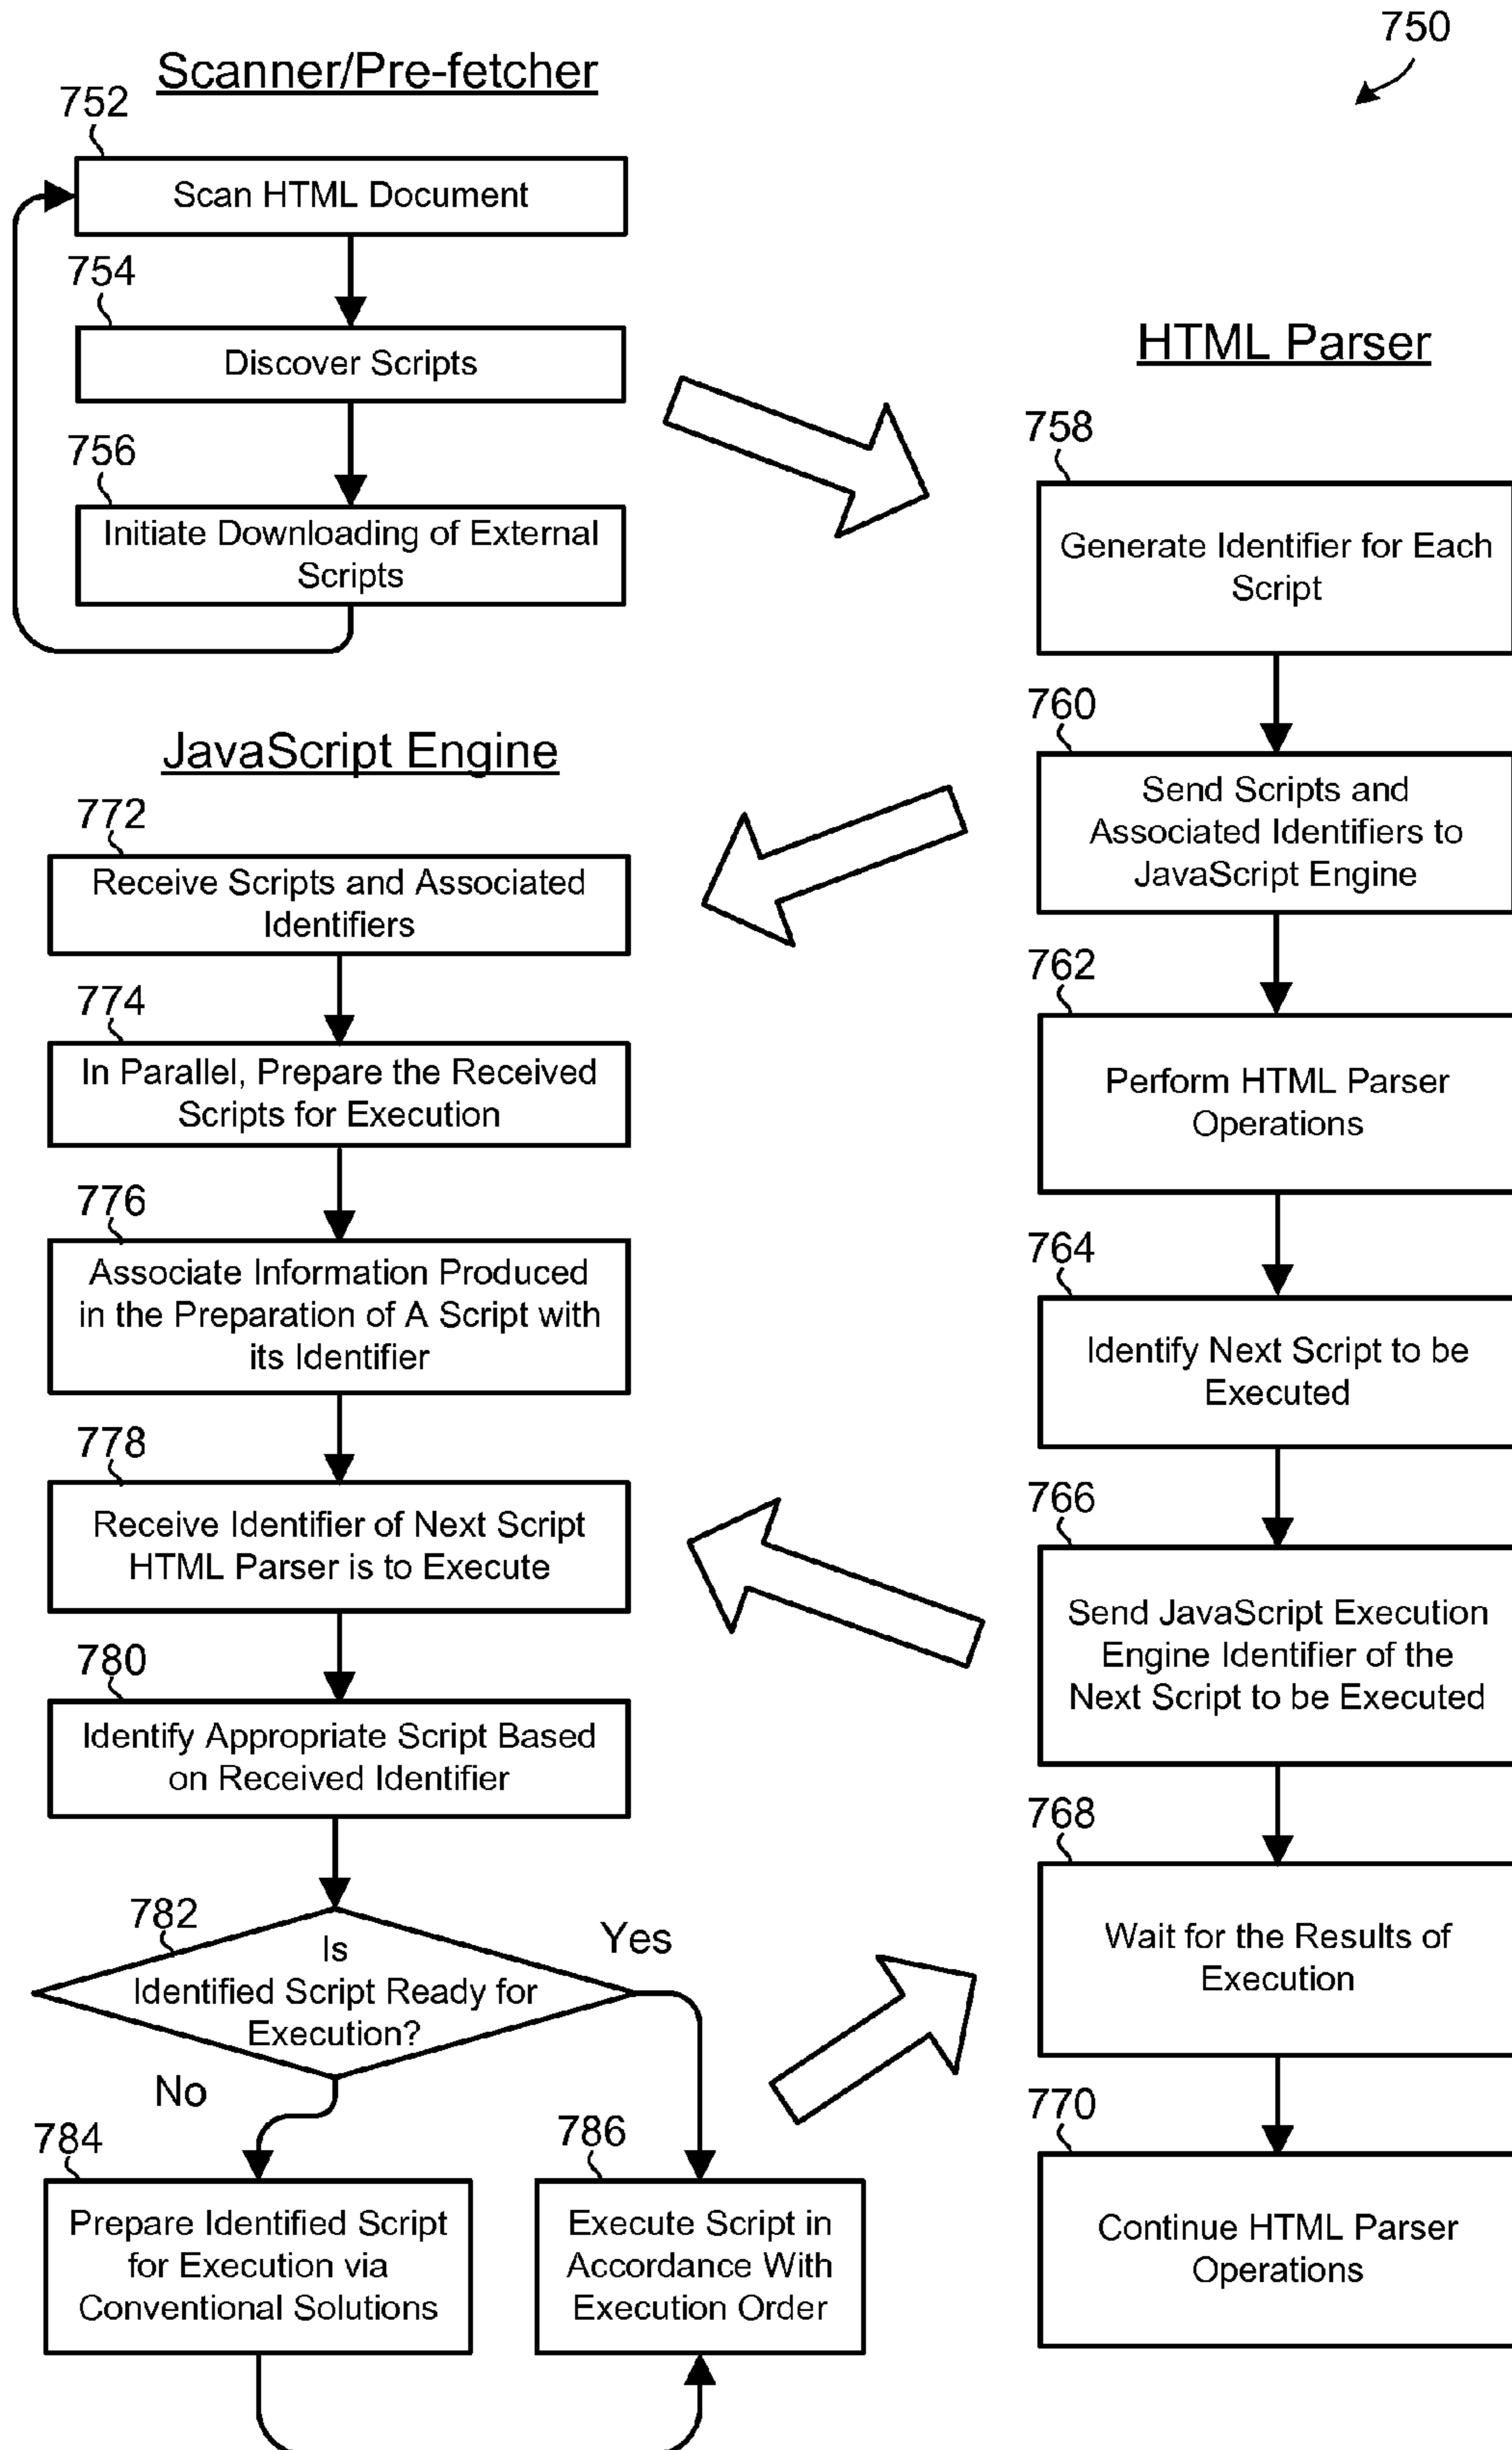 750
Scanner/Pre-fetcher
752
Scan HTML Document
754
Discover Scripts
756
Initiate Downloading of External
Scripts
HTML Parser
758
Generate Identifier for Each
Script
760
Send Scripts and
Associated Identifiers to
JavaScript Engine
762
Perform HTML Parser
Operations
764
Identify Next Script to be
Executed
766
Send JavaScript Execution
Engine Identifier of the
Next Script to be Executed
768
Wait for the Results of
Execution
770
Continue HTML Parser
Operations
JavaScript Engine
772
Receive Scripts and Associated
Identifiers
774
In Parallel, Prepare the Received
Scripts for Execution
776
Associate Information Produced
in the Preparation of A Script with
its Identifier
778
Receive Identifier of Next Script
HTML Parser is to Execute
780
Identify Appropriate Script Based
on Received Identifier
782
Is
Identified Script Ready for
Execution?
Yes
No
784
Prepare Identified Script
for Execution via
Conventional Solutions
786
Execute Script in
Accordance With
Execution Order